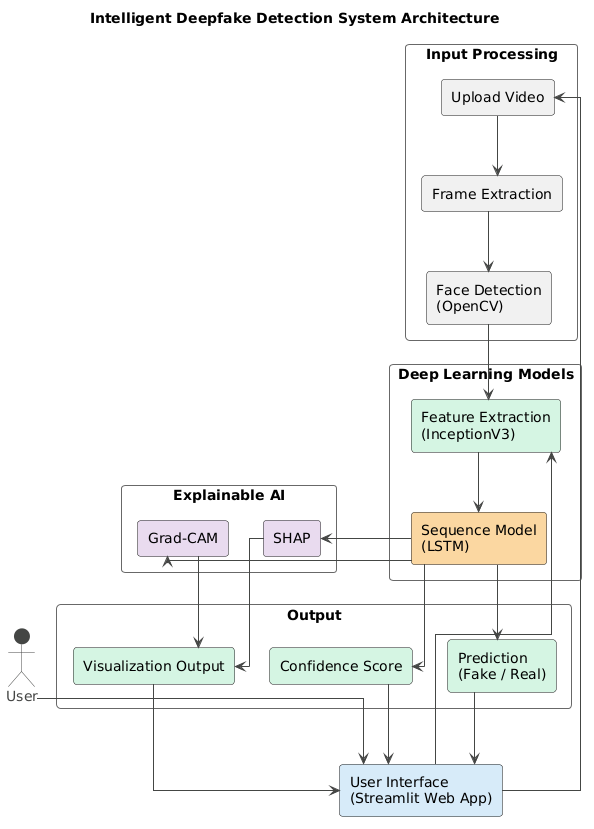 Intelligent Deepfake Detection System Architecture
Input Processing
Upload Video
Frame Extraction
Face Detection
(OpenCV)
Deep Learning Models
Feature Extraction
(InceptionV3)
Explainable AI
Grad-CAM
SHAP
Sequence Model
(LSTM)
Output
Visualization Output
Confidence Score
Prediction
(Fake / Real)
User
User Interface
(Streamlit Web App)